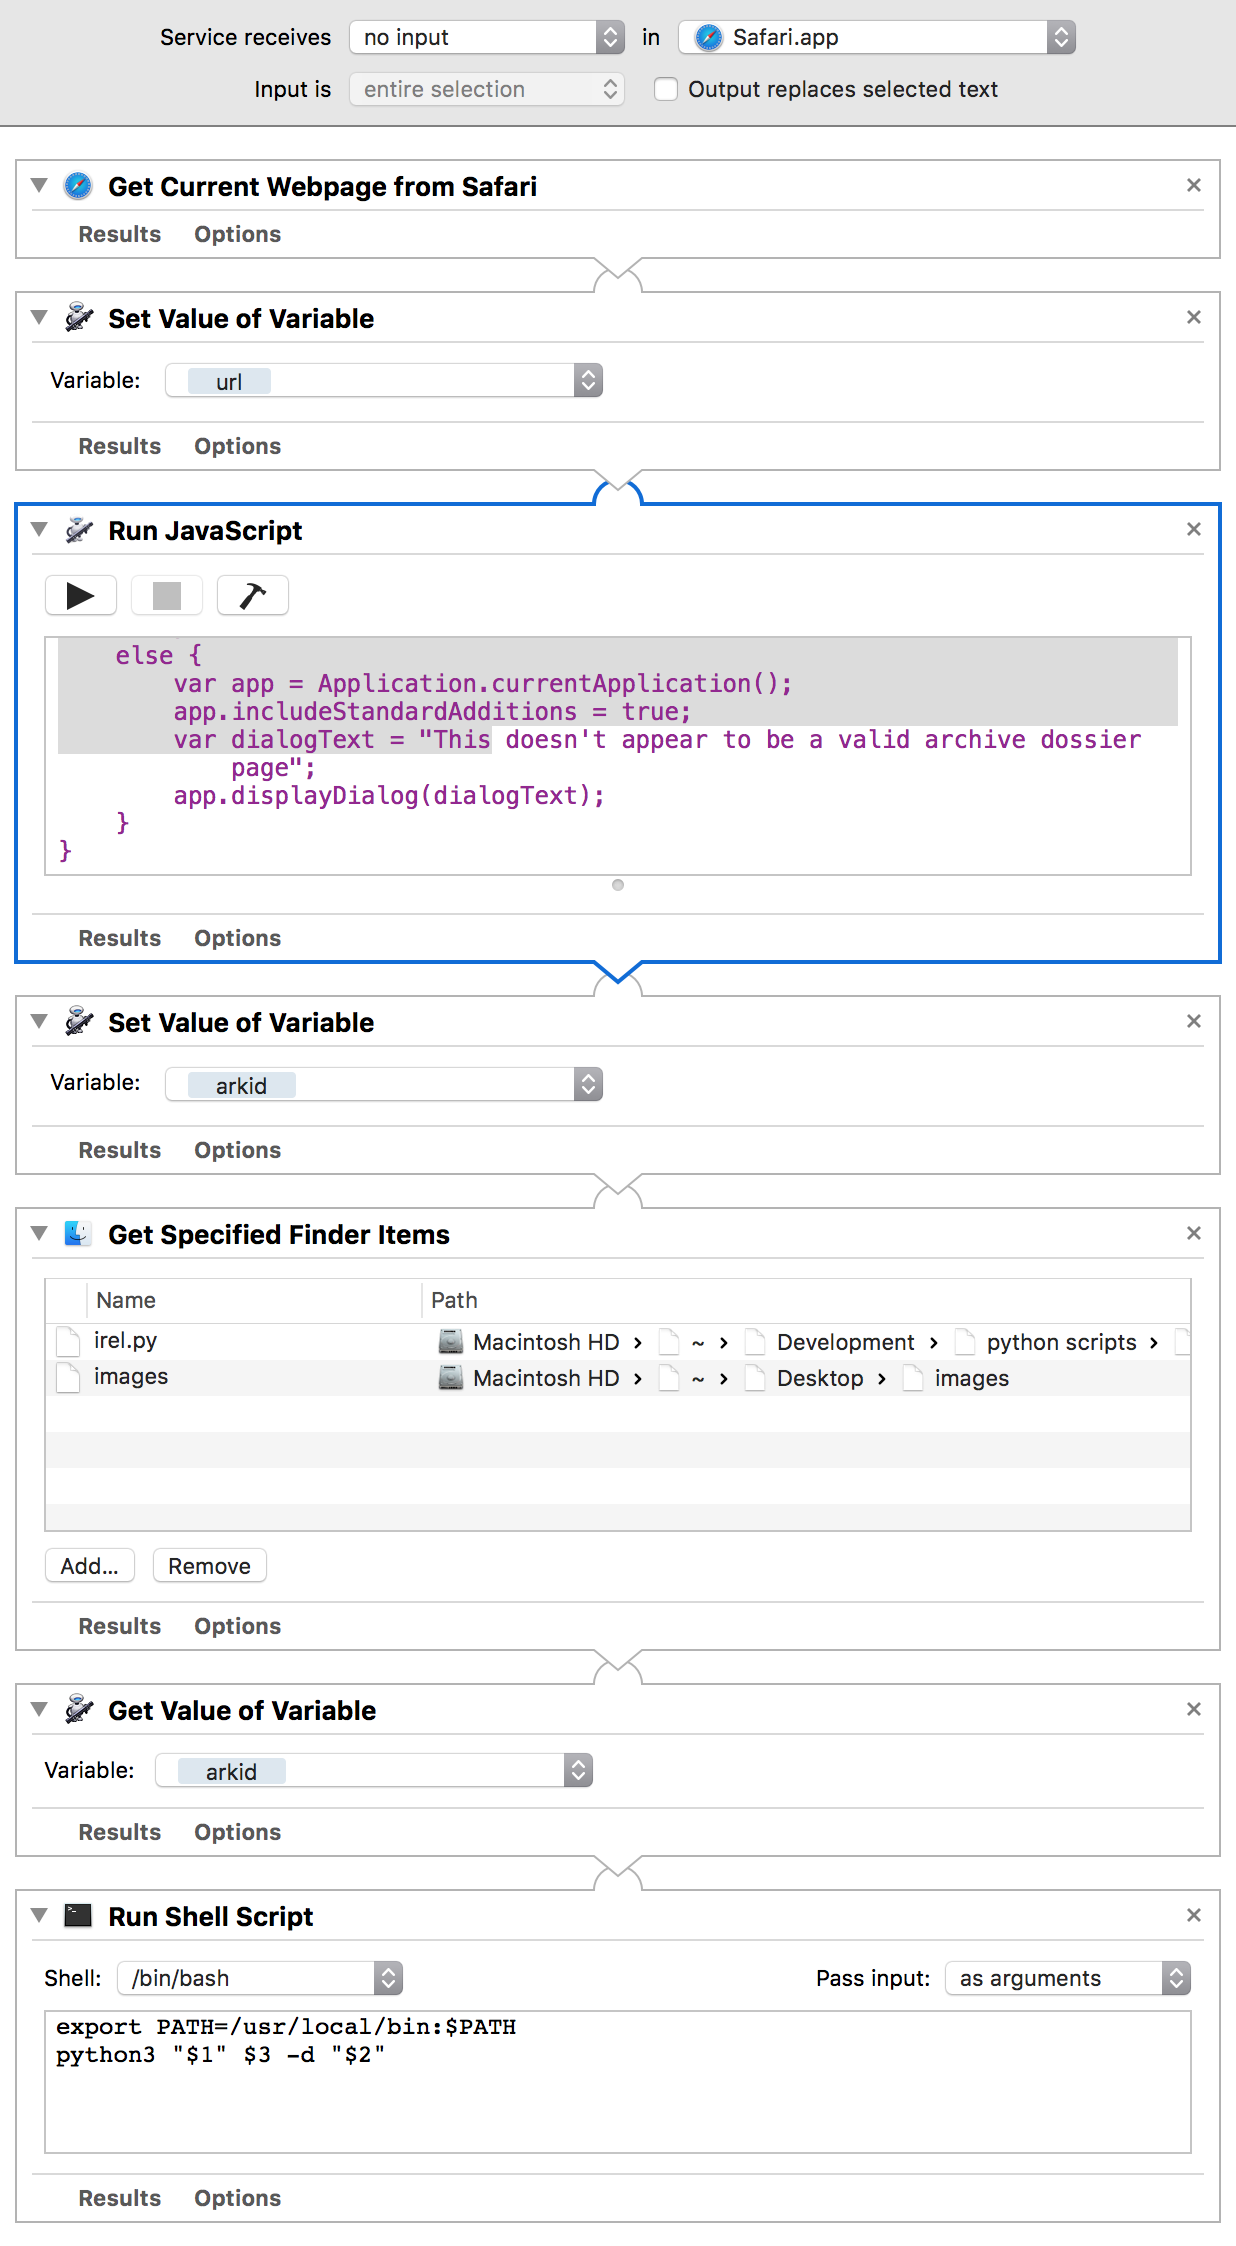 Service receives no input in Safari.app
Input is entire selection Output replaces selected text
Get Current Webpage from Safari
Results Options
Set Value of Variable
Variable: url
Results Options
Run JavaScript
else {
var app = Application.currentApplication();
app.includeStandardAdditions = true;
var dialogText = "This doesn't appear to be a valid archive dossier
page";
app.displayDialog(dialogText);
}
}
Results Options
Set Value of Variable
Variable: arkid
Results Options
Get Specified Finder Items
Name Path
irel.py Macintosh HD › ~ › Development › python scripts ›
images Macintosh HD › ~ › Desktop › images
Add... Remove
Results Options
Get Value of Variable
Variable: arkid
Results Options
Run Shell Script
Shell: /bin/bash Pass input: as arguments
export PATH=/usr/local/bin:$PATH
python3 "$1" $3 -d "$2"
Results Options